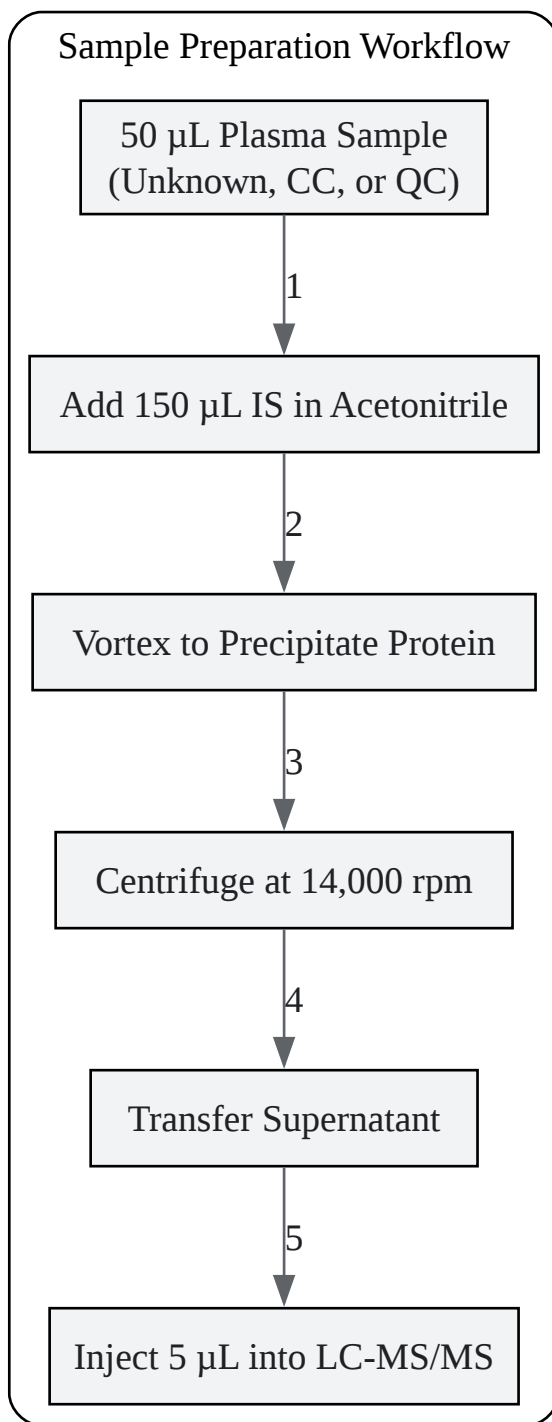 Sample Preparation Workflow
50 µL Plasma Sample
(Unknown, CC, or QC)
1
Add 150 µL IS in Acetonitrile
2
Vortex to Precipitate Protein
3
Centrifuge at 14,000 rpm
4
Transfer Supernatant
5
Inject 5 µL into LC-MS/MS